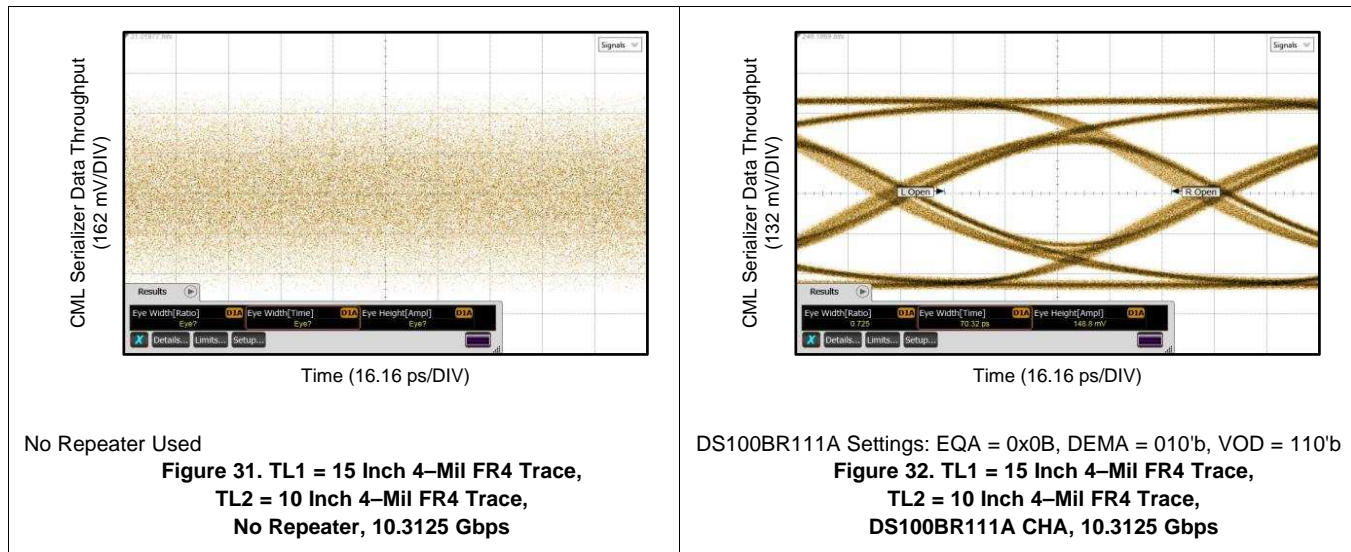 Signals
CML Serializer Data Throughput
(162 mV/DIV)
Results
Eye Width[Ratio] D1A Eye Width[Time] D1A Eye Height[Ampl] D1A
Eye? Eye? Eye?
X Details... Limits... Setup...
Time (16.16 ps/DIV)
No Repeater Used
Figure 31. TL1 = 15 Inch 4–Mil FR4 Trace,
TL2 = 10 Inch 4–Mil FR4 Trace,
No Repeater, 10.3125 Gbps
Signals
CML Serializer Data Throughput
(132 mV/DIV)
L Open R Open
Results
Eye Width[Ratio] D1A Eye Width[Time] D1A Eye Height[Ampl] D1A
0.725 70.32 ps 148.8 mV
X Details... Limits... Setup...
Time (16.16 ps/DIV)
DS100BR111A Settings: EQA = 0x0B, DEMA = 010'b, VOD = 110'b
Figure 32. TL1 = 15 Inch 4–Mil FR4 Trace,
TL2 = 10 Inch 4–Mil FR4 Trace,
DS100BR111A CHA, 10.3125 Gbps